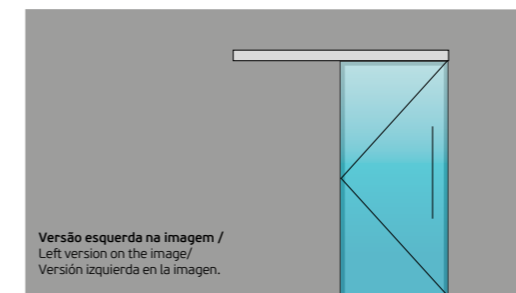 Versão esquerda na imagem /
Left version on the image/
Versión izquierda en la imagen.